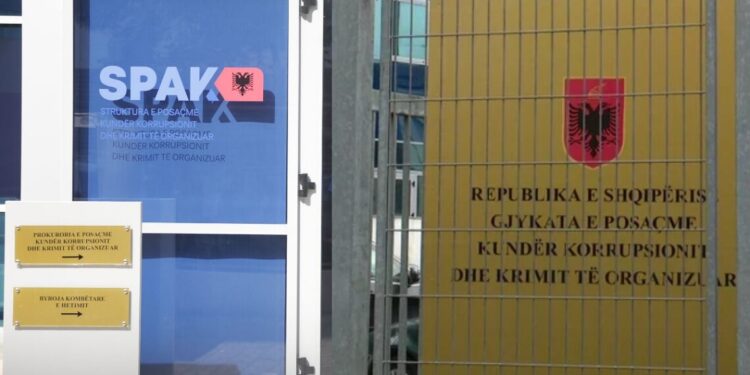 SPAK
STRUKTURA E POSAÇME
KUNDËR KORRUPSIONIT
DHE KRIMIT TË ORGANIZUAR
KUNDËR KORRUPSIONIT
DHE KRIMIT TË ORGANIZUAR
PROKURORIA E POSAÇME
KUNDËR KORRUPSIONIT
DHE KRIMIT TË ORGANIZUAR
BYROJA KOMBËTARE
E HETIMIT
REPUBLIKA E SHQIPËRISË
GJYKATA E POSAÇME
KUNDËR KORRUPSIONIT
DHE KRIMIT TË ORGANIZUAR